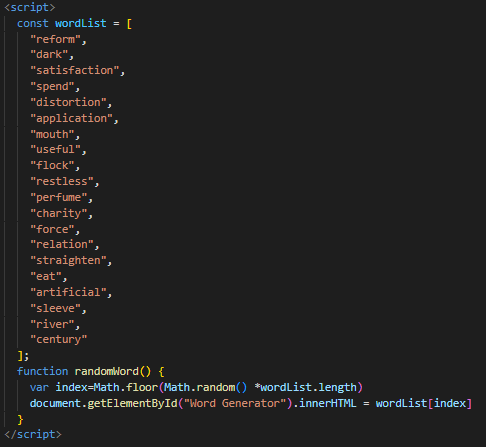 <script>
const wordList = [
"reform",
"dark",
"satisfaction",
"spend",
"distortion",
"application",
"mouth",
"useful",
"flock",
"restless",
"perfume",
"charity",
"force",
"relation",
"straighten",
"eat",
"artificial",
"sleeve",
"river",
"century"
];
function randomWord() {
var index=Math.floor(Math.random() *wordList.length)
document.getElementById("Word Generator").innerHTML = wordList[index]
}
</script>